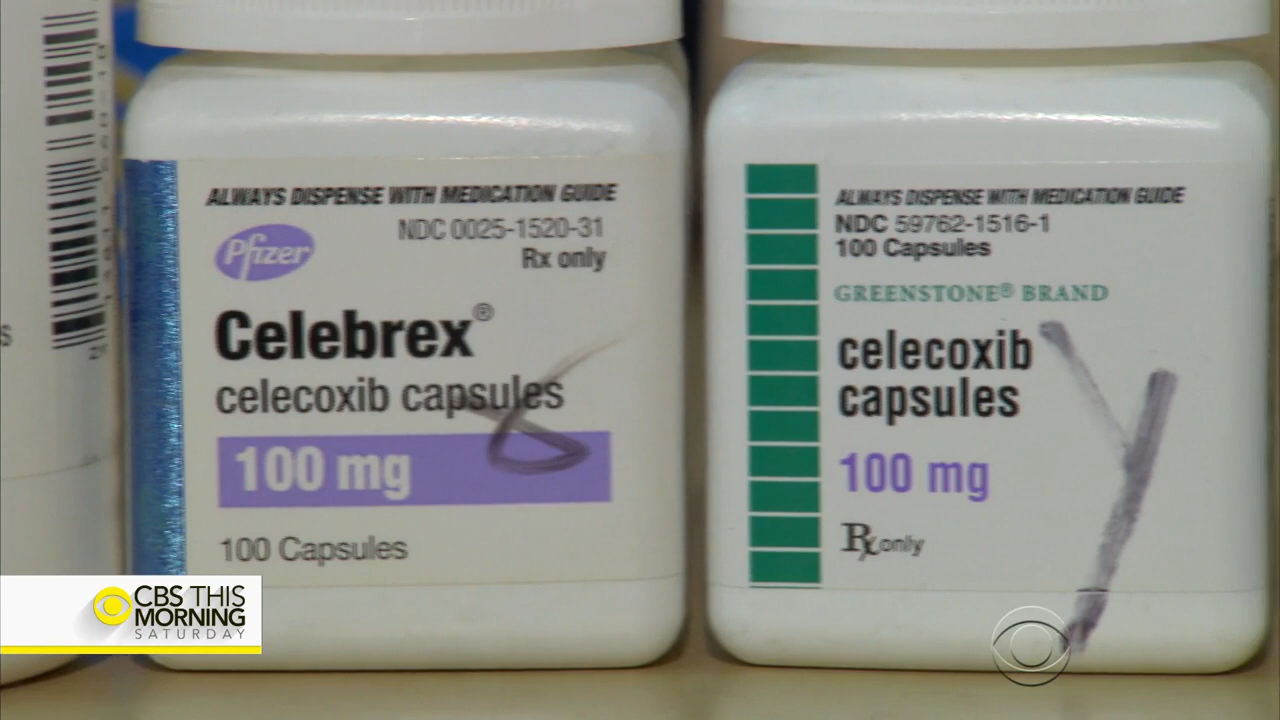 ALWAYS DISPENSE WITH MEDICATION GUIDE
Pfizer
NDC 0025-1520-31
Rx only
Celebrex®
celecoxib capsules
100 mg
100 Capsules
ALWAYS DISPENSE WITH MEDICATION GUIDE
NDC 59762-1516-1
100 Capsules
GREENSTONE® BRAND
celecoxib
capsules
100 mg
Rx only
CBS THIS
MORNING
SATURDAY